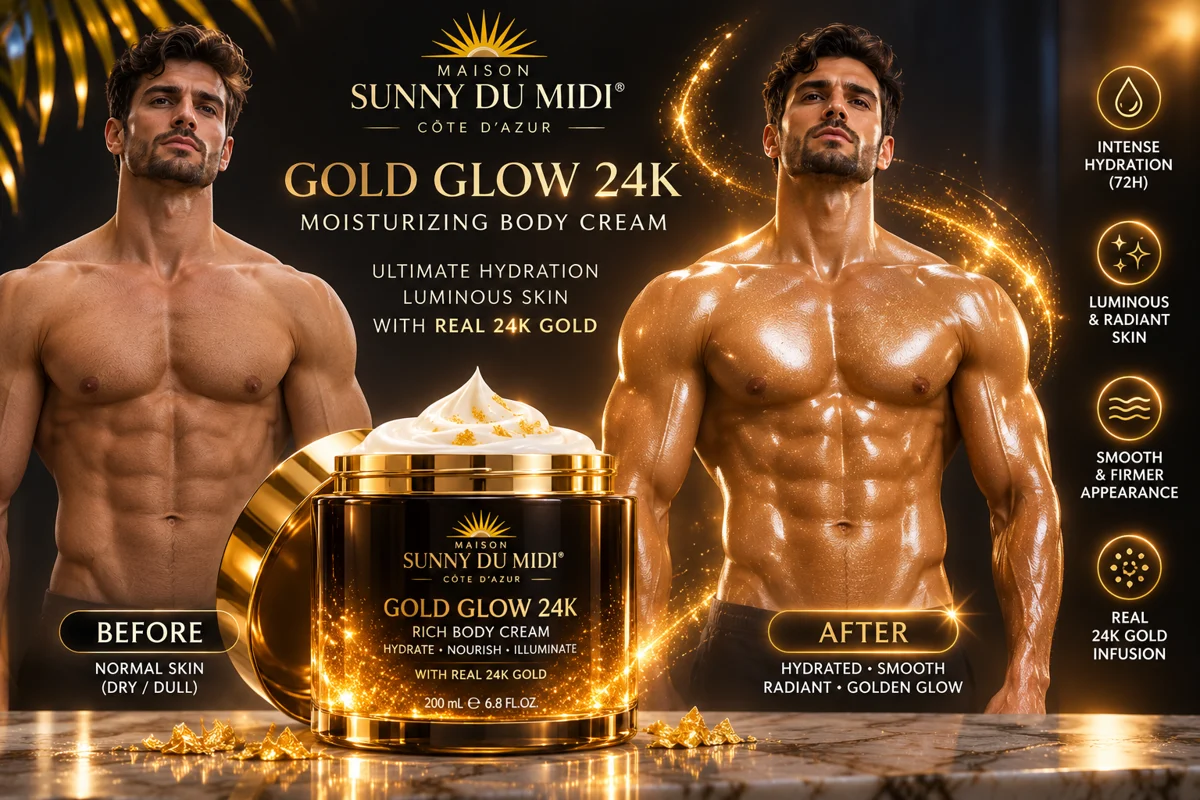 MAISON
SUNNY DU MIDI®
CÔTE D'AZUR
GOLD GLOW 24K
MOISTURIZING BODY CREAM
ULTIMATE HYDRATION
LUMINOUS SKIN
WITH REAL 24K GOLD
INTENSE
HYDRATION
(72H)
LUMINOUS
& RADIANT
SKIN
SMOOTH
& FIRMER
APPEARANCE
REAL
24K GOLD
INFUSION
MAISON
SUNNY DU MIDI®
CÔTE D'AZUR
GOLD GLOW 24K
RICH BODY CREAM
HYDRATE • NOURISH • ILLUMINATE
WITH REAL 24K GOLD
200 mL ℮ 6.8 FL.OZ.
BEFORE
NORMAL SKIN
(DRY / DULL)
AFTER
HYDRATED • SMOOTH
RADIANT • GOLDEN GLOW